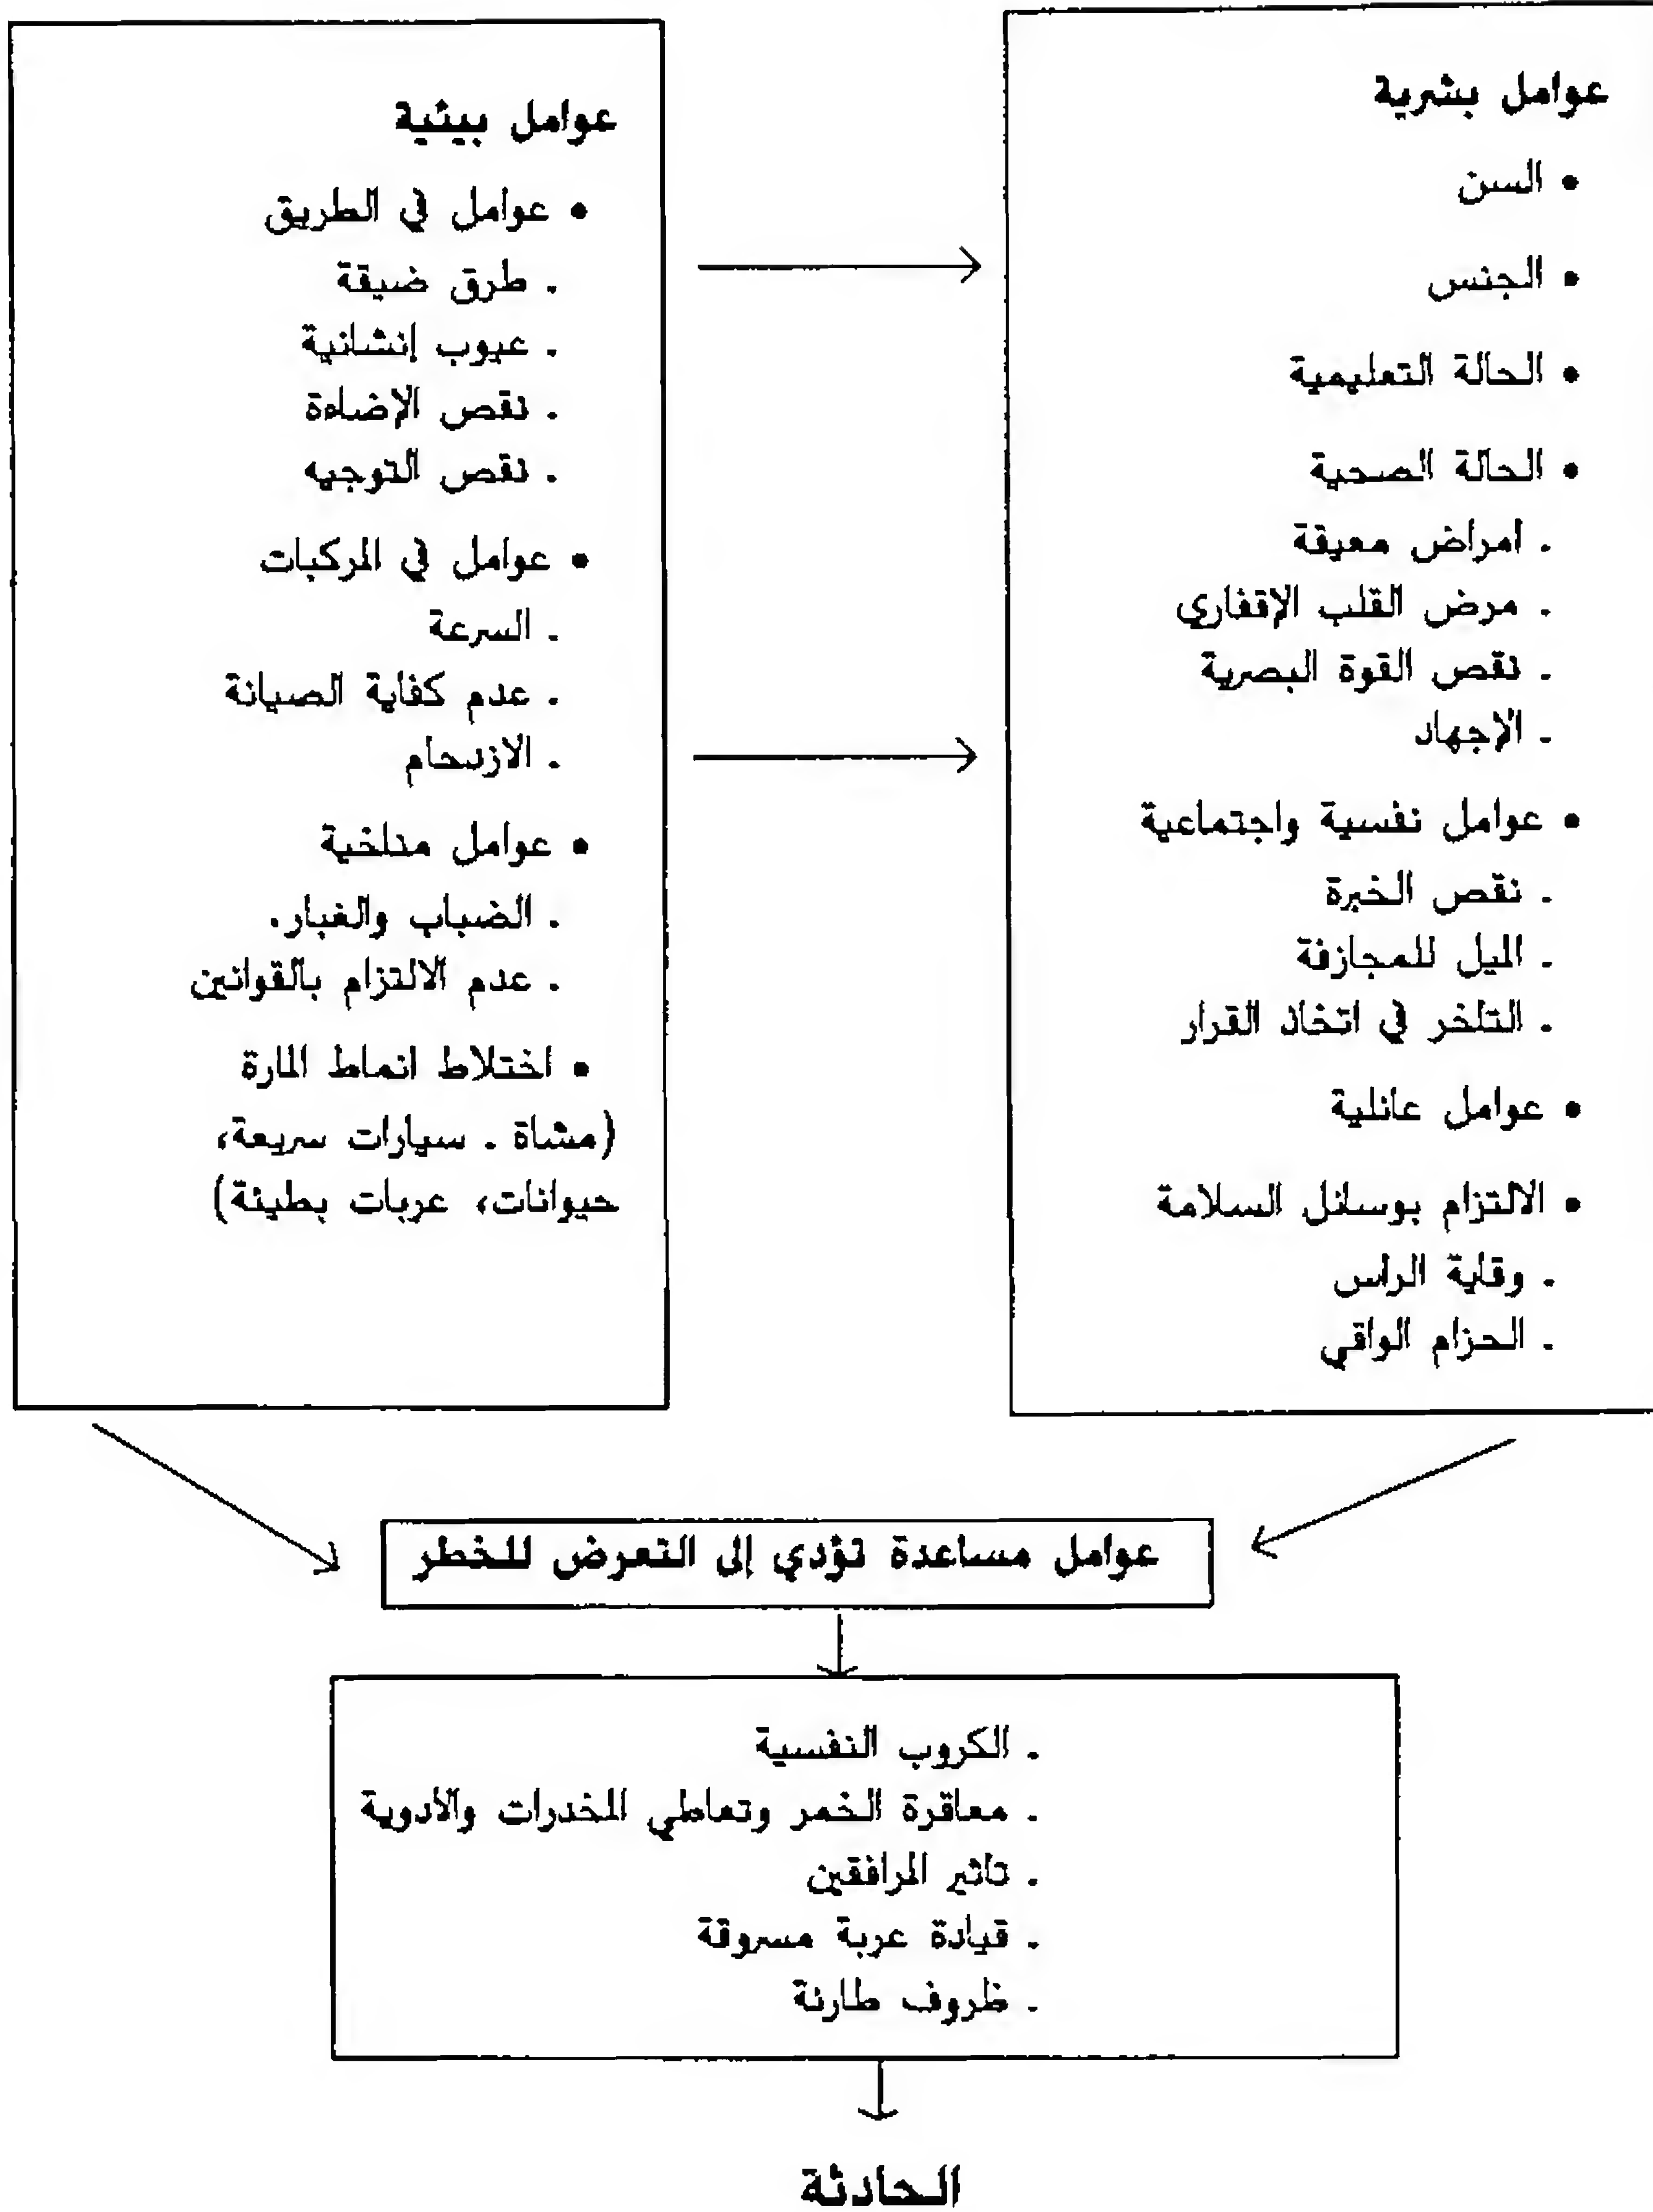 عوامل بشرية
• السن
• الجنس
• الحالة التعليمية
• الحالة الصحية
. أمراض معيقة
. مرض القلب الإقفاري
. نقص القوة البصرية
. الإجهاد
• عوامل نفسية واجتماعية
. نقص الخبرة
. الميل للمجازفة
. التأخر في اتخاذ القرار
• عوامل عائلية
• الالتزام بوسائل السلامة
. وقاية الرأس
. الحزام الواقي
عوامل بيئية
• عوامل في الطريق
. طرق ضيقة
. عيوب إنشائية
. نقص الإضاءة
. نقص التوجيه
• عوامل في المركبات
. السرعة
. عدم كفاية الصيانة
. الازدحام
• عوامل مناخية
. الضباب والغبار.
. عدم الالتزام بالقوانين
• اختلاط أنماط المارة
(مشاة . سيارات سريعة،
حيوانات، عربات بطيئة)
عوامل مساعدة تؤدي إلى التعرض للخطر
. الكروب النفسية
. معاقرة الخمر وتعاطي المخدرات والأدوية
. تأثير المرافقين
. قيادة عربة مسروقة
. ظروف طارئة
الحادثة